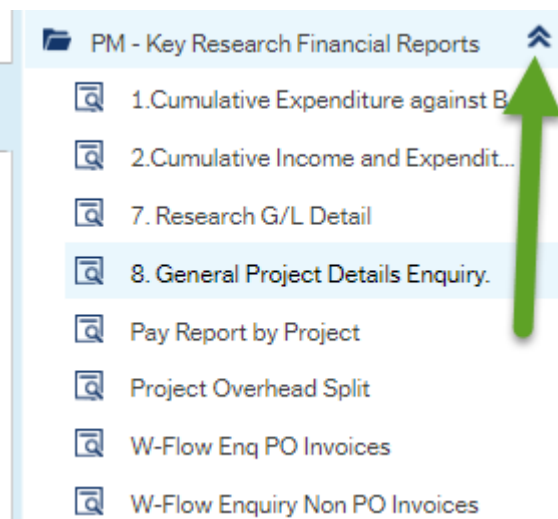 PM - Key Research Financial Reports
1.Cumulative Expenditure against B
2.Cumulative Income and Expendit...
7. Research G/L Detail
8. General Project Details Enquiry.
Pay Report by Project
Project Overhead Split
W-Flow Enq PO Invoices
W-Flow Enquiry Non PO Invoices